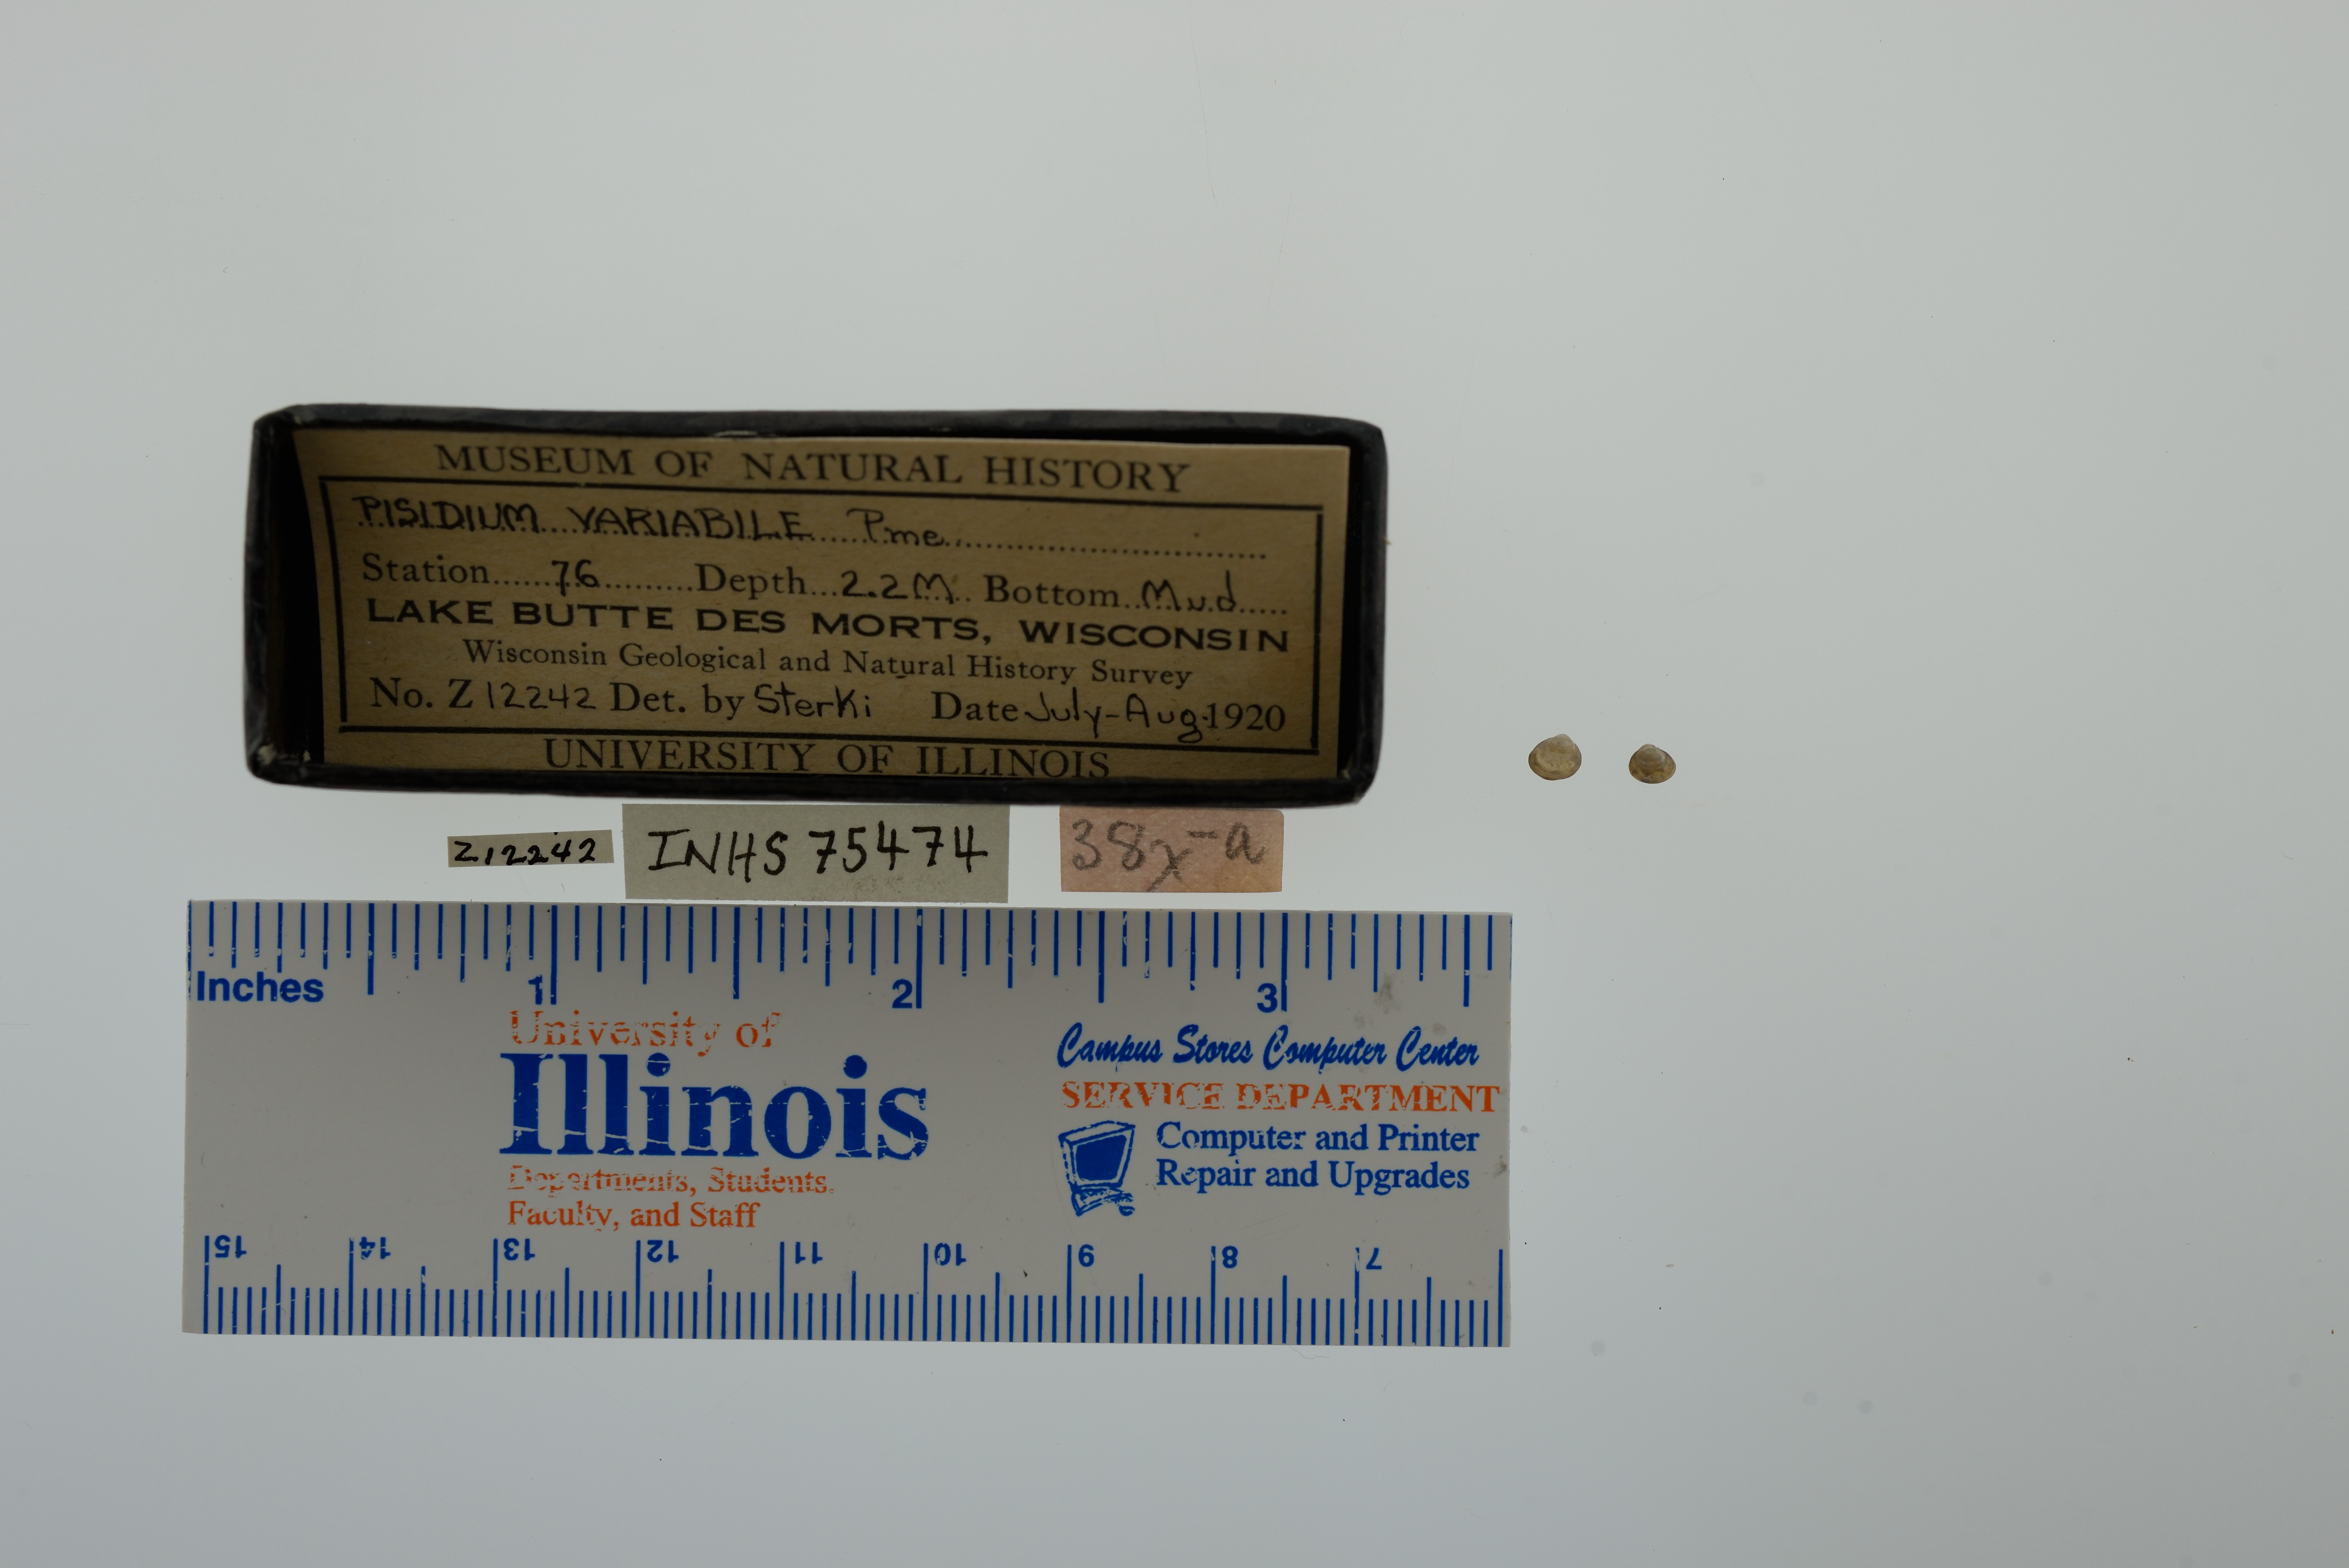 MUSEUM OF NATURAL HISTORY
PISIDIUM VARIABILE Pme
Station......76.........Depth...2.2M.. Bottom..Mud.....
LAKE BUTTE DES MORTS, WISCONSIN
Wisconsin Geological and Natural History Survey
No. Z 12242 Det. by Sterki Date July-Aug. 1920
UNIVERSITY OF ILLINOIS
Z12242
INHS 75474
38x-a
Inches 1 2 3
University of
Illinois
Departments, Students,
Faculty, and Staff
Campus Stores Computer Center
SERVICE DEPARTMENT
Computer and Printer
Repair and Upgrades
15 14 13 12 11 10 9 8 7